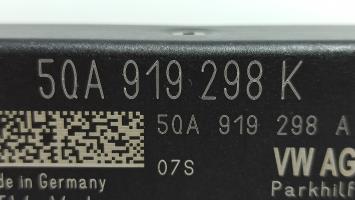 5QA 919 298 K
5QA 919 298 A
07S
VW AG
de in Germany
Parkhilf